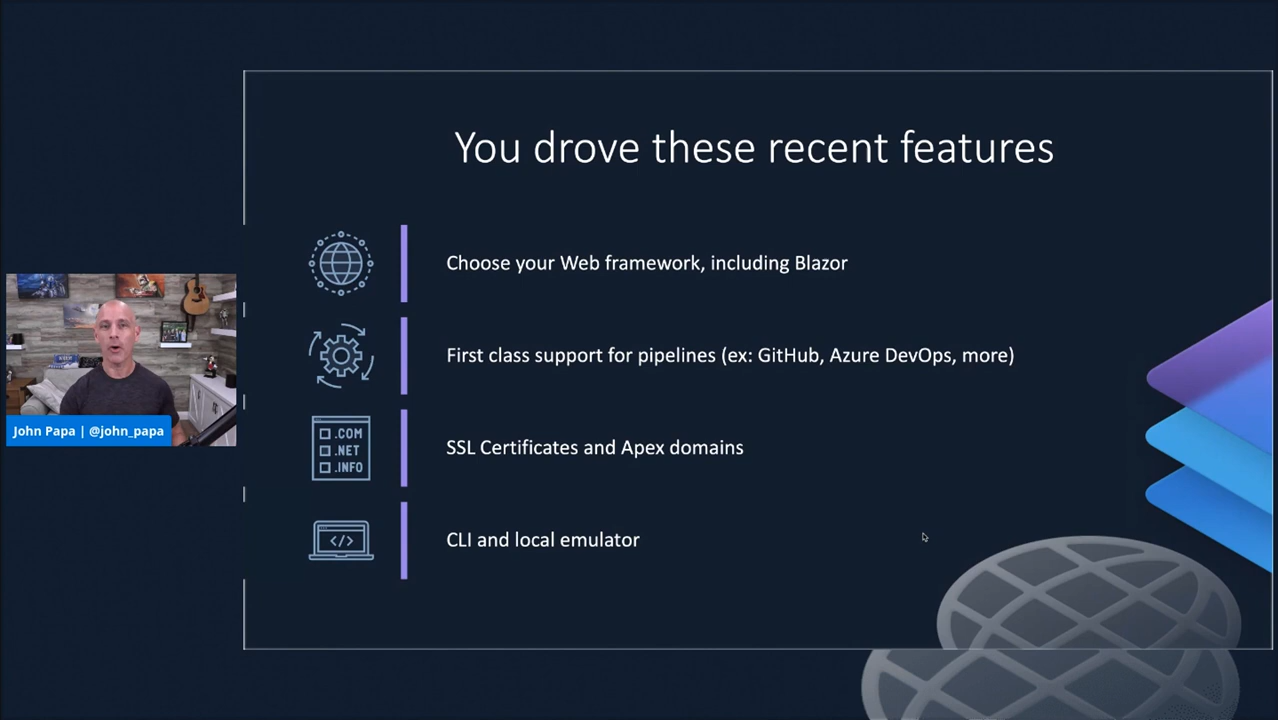 You drove these recent features
Choose your Web framework, including Blazor
First class support for pipelines (ex: GitHub, Azure DevOps, more)
.COM
.NET
.INFO
SSL Certificates and Apex domains
</>
CLI and local emulator
John Papa | @john_papa